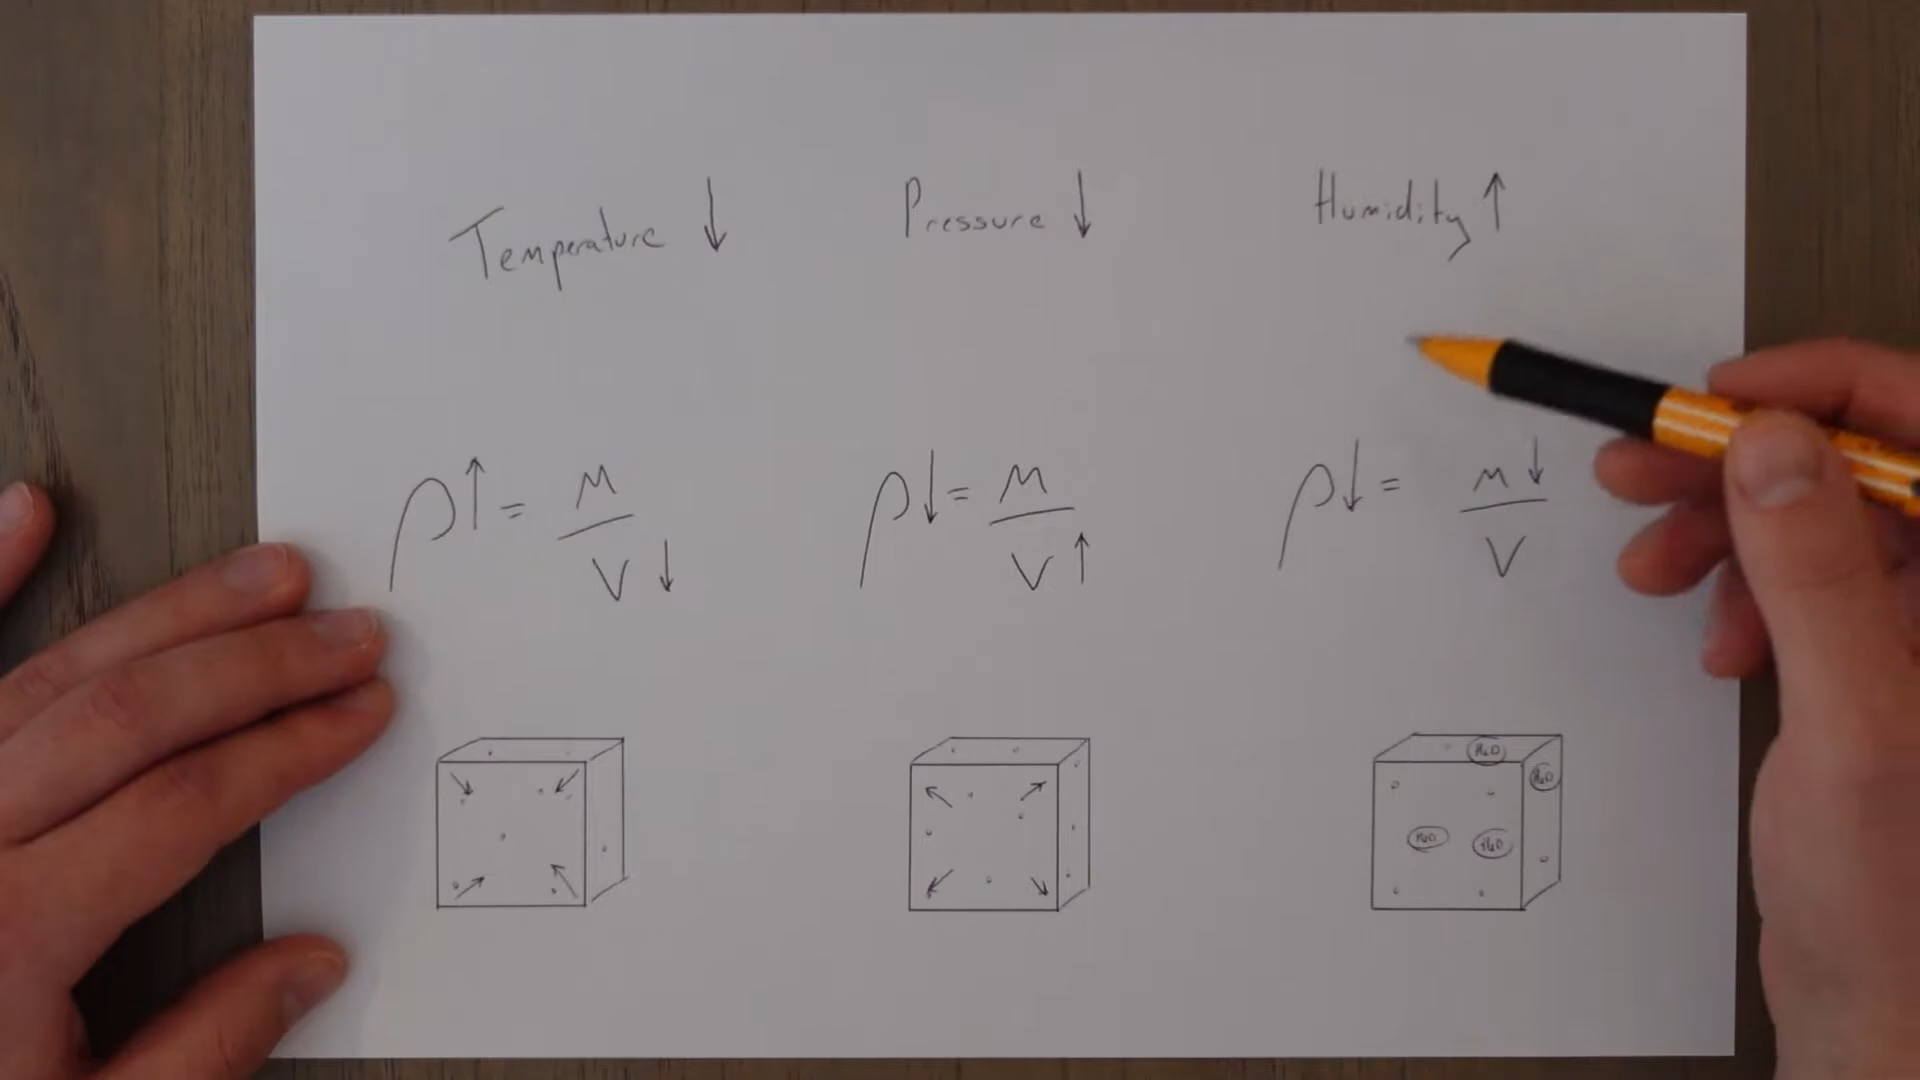 Temperature ↓
Pressure ↓
Humidity ↑
ρ↑ = m / V↓
ρ↓ = m / V↑
ρ↓ = m↓ / V
H₂O
H₂O
H₂O
H₂O